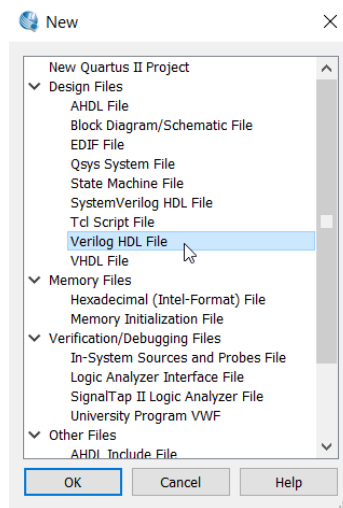 New
New Quartus II Project
Design Files
AHDL File
Block Diagram/Schematic File
EDIF File
Qsys System File
State Machine File
SystemVerilog HDL File
Tcl Script File
Verilog HDL File
VHDL File
Memory Files
Hexadecimal (Intel-Format) File
Memory Initialization File
Verification/Debugging Files
In-System Sources and Probes File
Logic Analyzer Interface File
SignalTap II Logic Analyzer File
University Program VWF
Other Files
AHDL Include File
OK Cancel Help